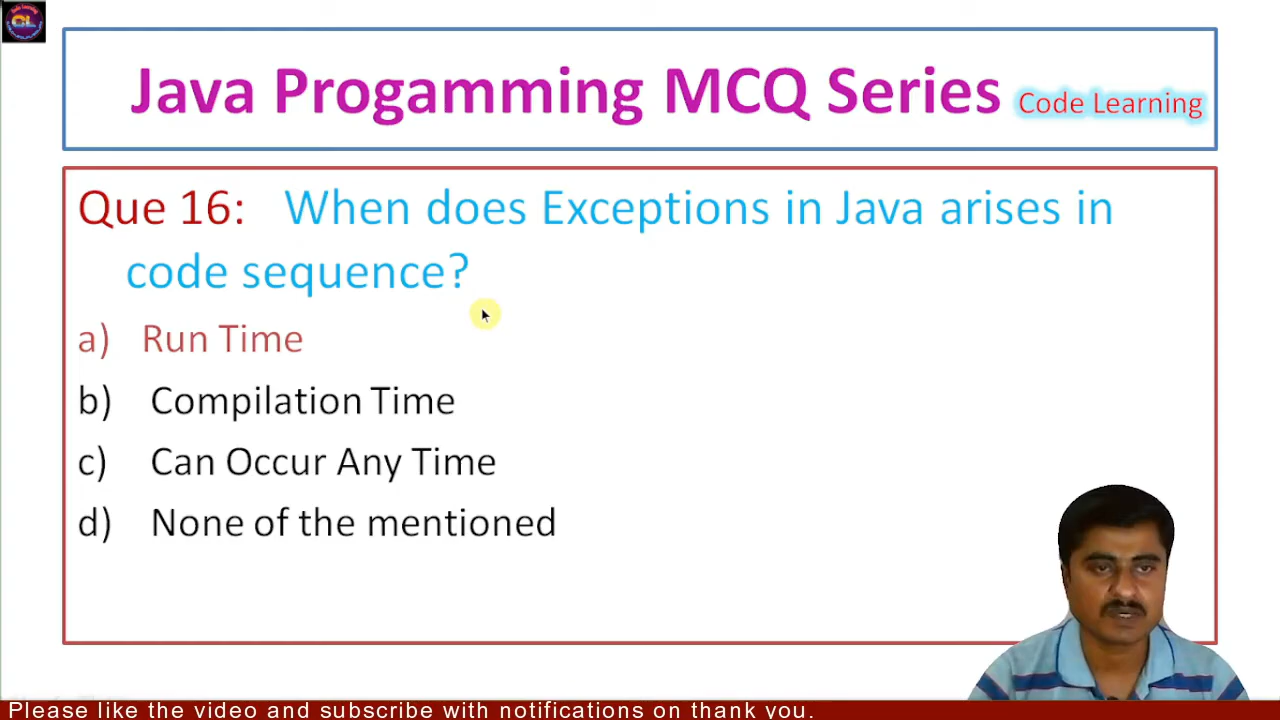 Java Progamming MCQ Series Code Learning
Que 16: When does Exceptions in Java arises in
code sequence?
a) Run Time
b) Compilation Time
c) Can Occur Any Time
d) None of the mentioned
Please like the video and subscribe with notifications on thank you.